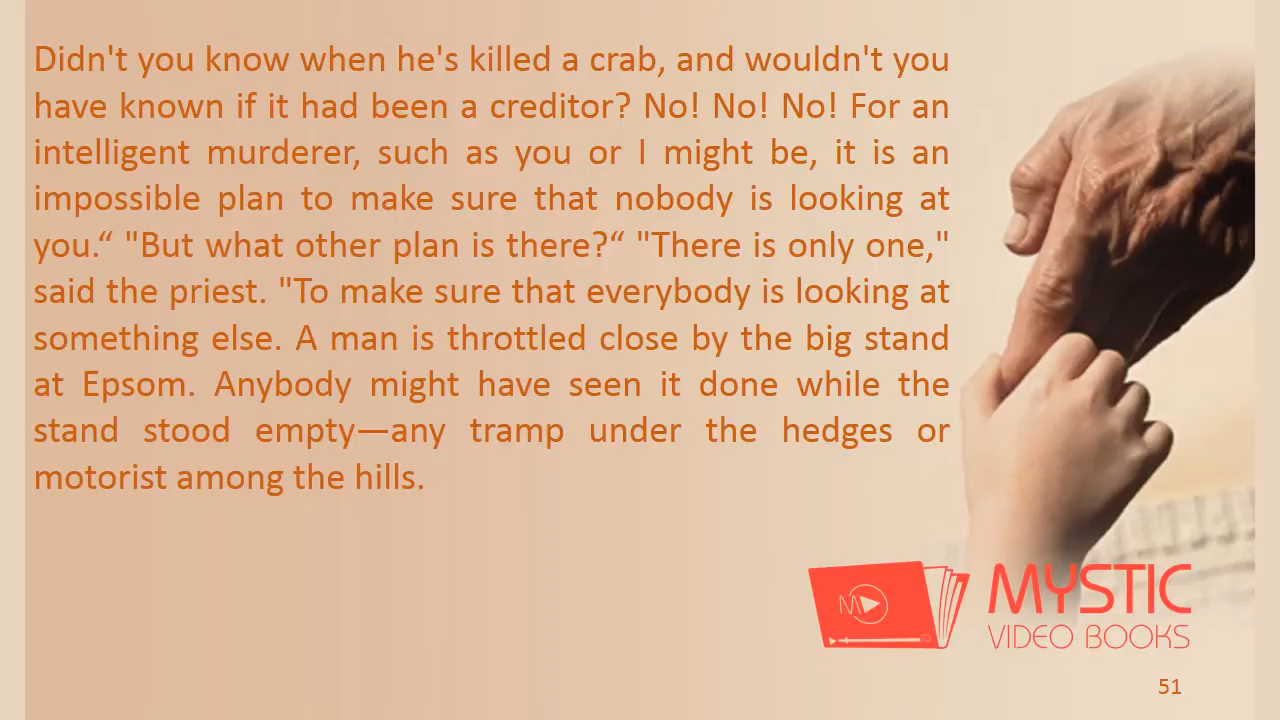 Didn't you know when he's killed a crab, and wouldn't you
have known if it had been a creditor? No! No! No! For an
intelligent murderer, such as you or I might be, it is an
impossible plan to make sure that nobody is looking at
you.“ "But what other plan is there?“ "There is only one,"
said the priest. "To make sure that everybody is looking at
something else. A man is throttled close by the big stand
at Epsom. Anybody might have seen it done while the
stand stood empty—any tramp under the hedges or
motorist among the hills.
M
MYSTIC
VIDEO BOOKS
51